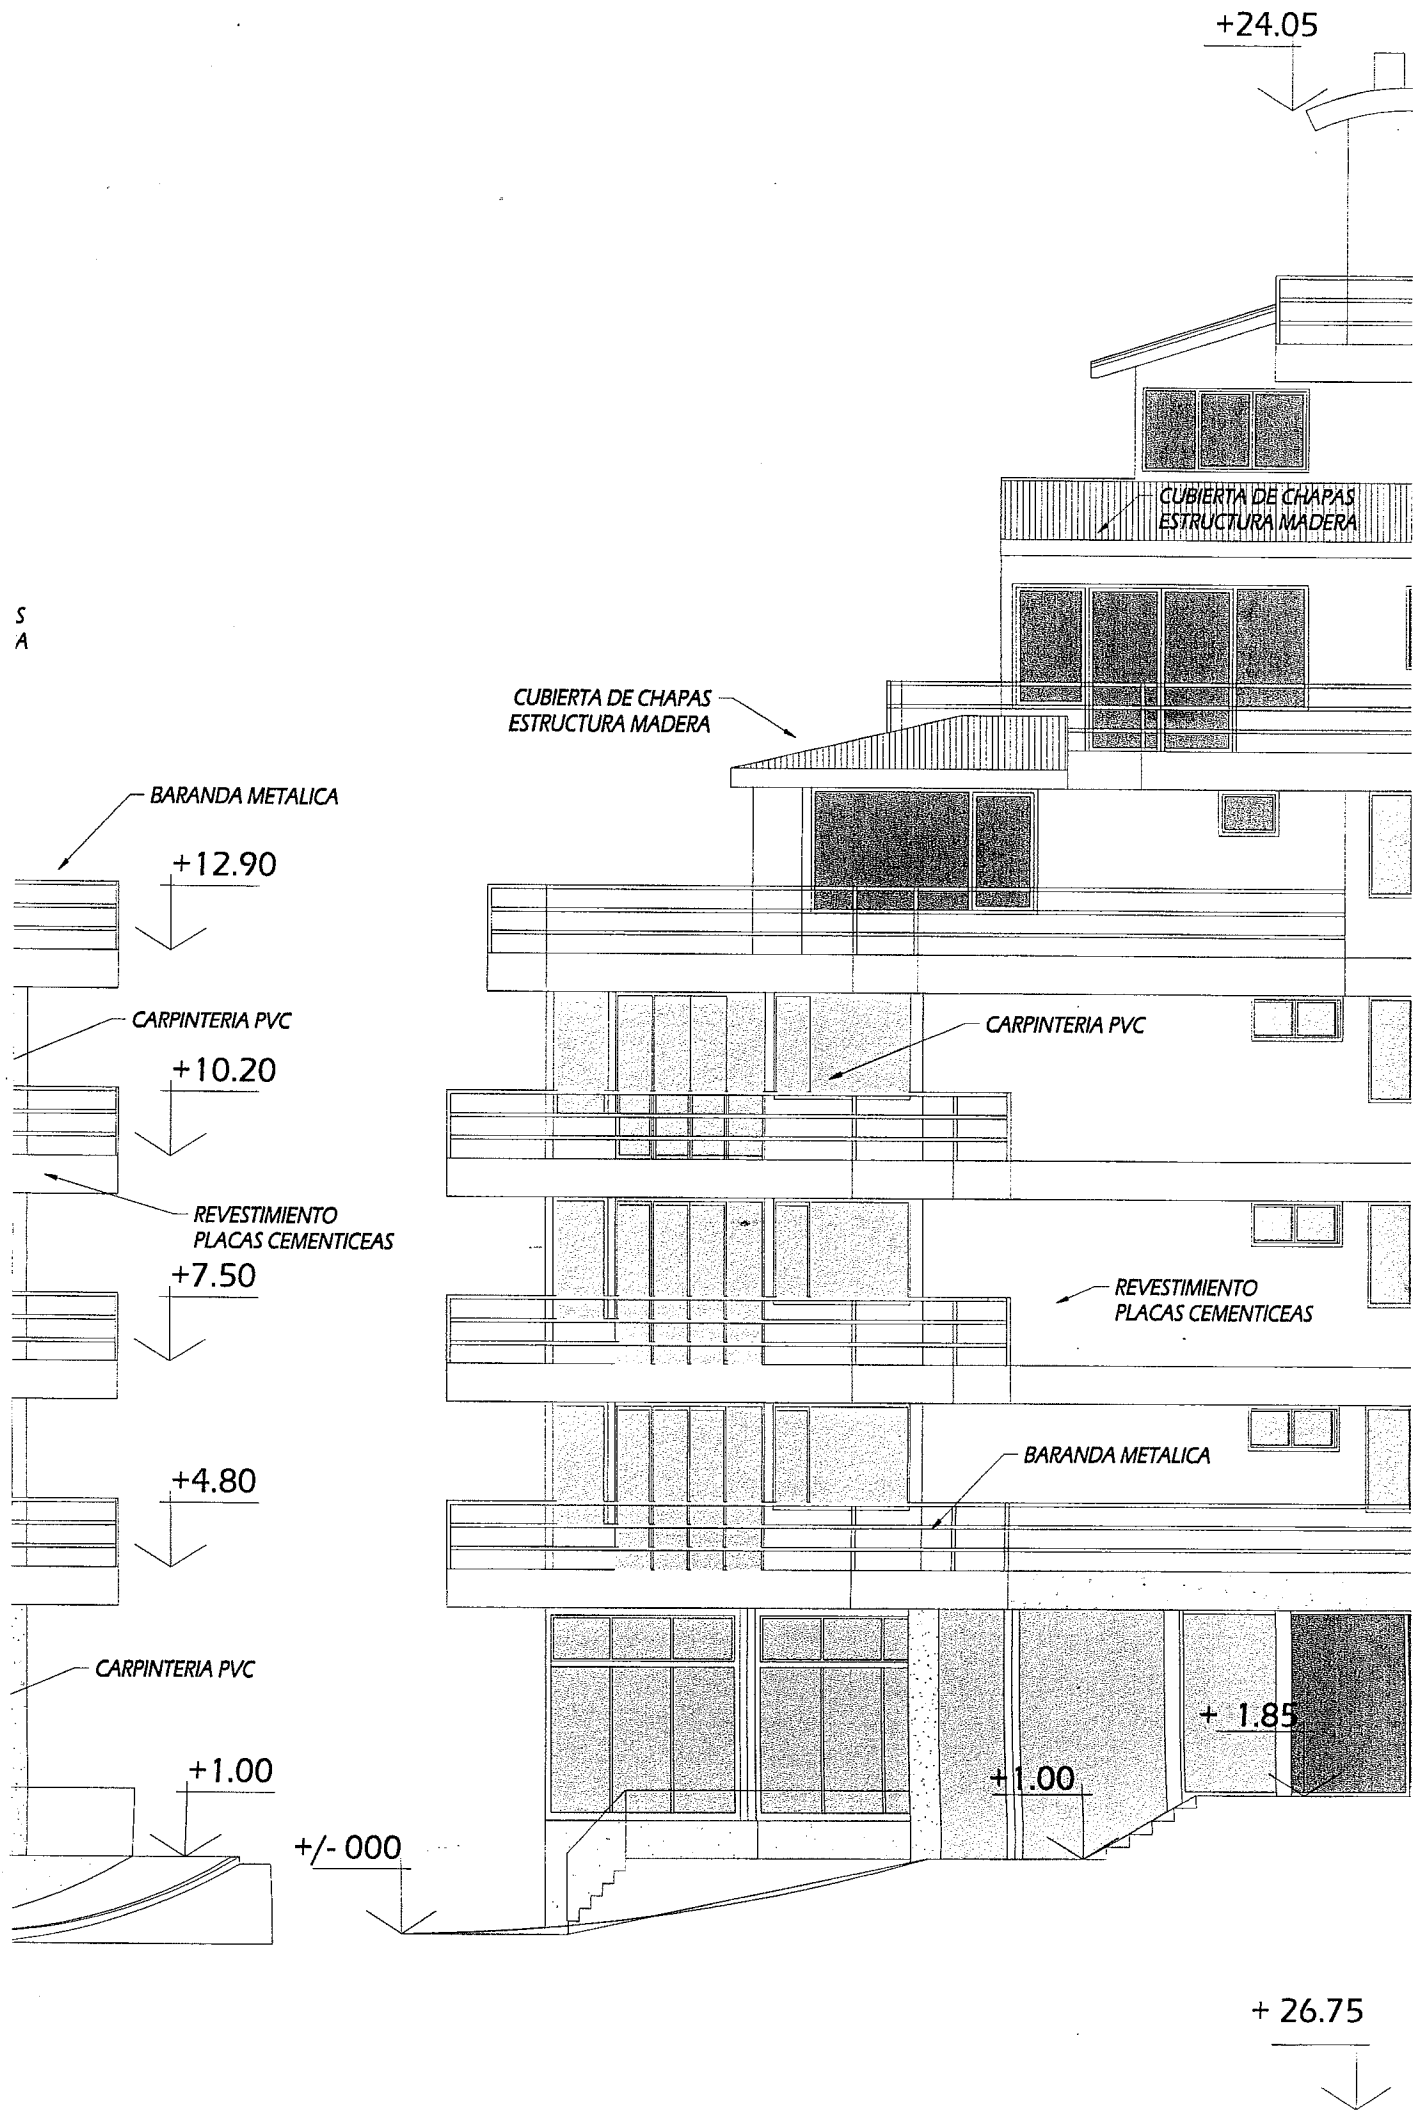 +24.05
CUBIERTA DE CHAPAS
ESTRUCTURA MADERA
S
A
CUBIERTA DE CHAPAS
ESTRUCTURA MADERA
BARANDA METALICA
+12.90
CARPINTERIA PVC
CARPINTERIA PVC
+10.20
REVESTIMIENTO
PLACAS CEMENTICEAS
+7.50
REVESTIMIENTO
PLACAS CEMENTICEAS
BARANDA METALICA
+4.80
CARPINTERIA PVC
+ 1.85
+1.00
+1.00
+/- 000
+ 26.75